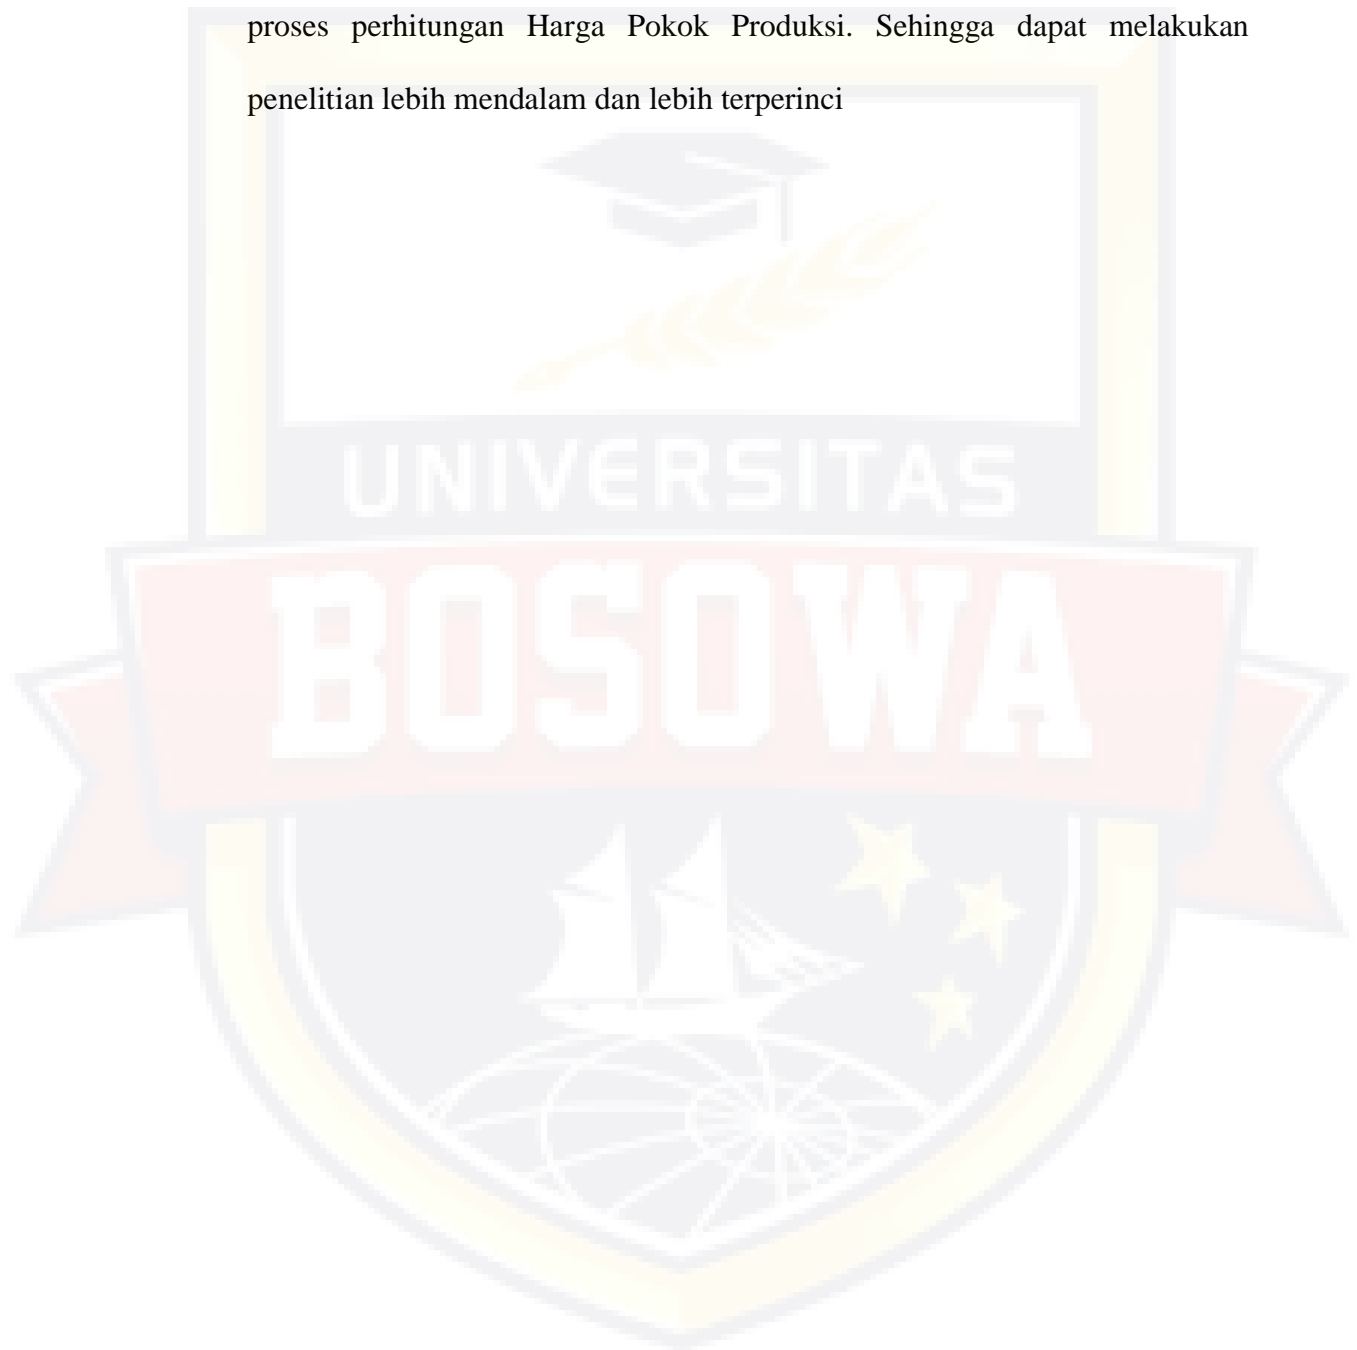 proses perhitungan Harga Pokok Produksi. Sehingga dapat melakukan
penelitian lebih mendalam dan lebih terperinci
UNIVERSITAS
BOSOWA